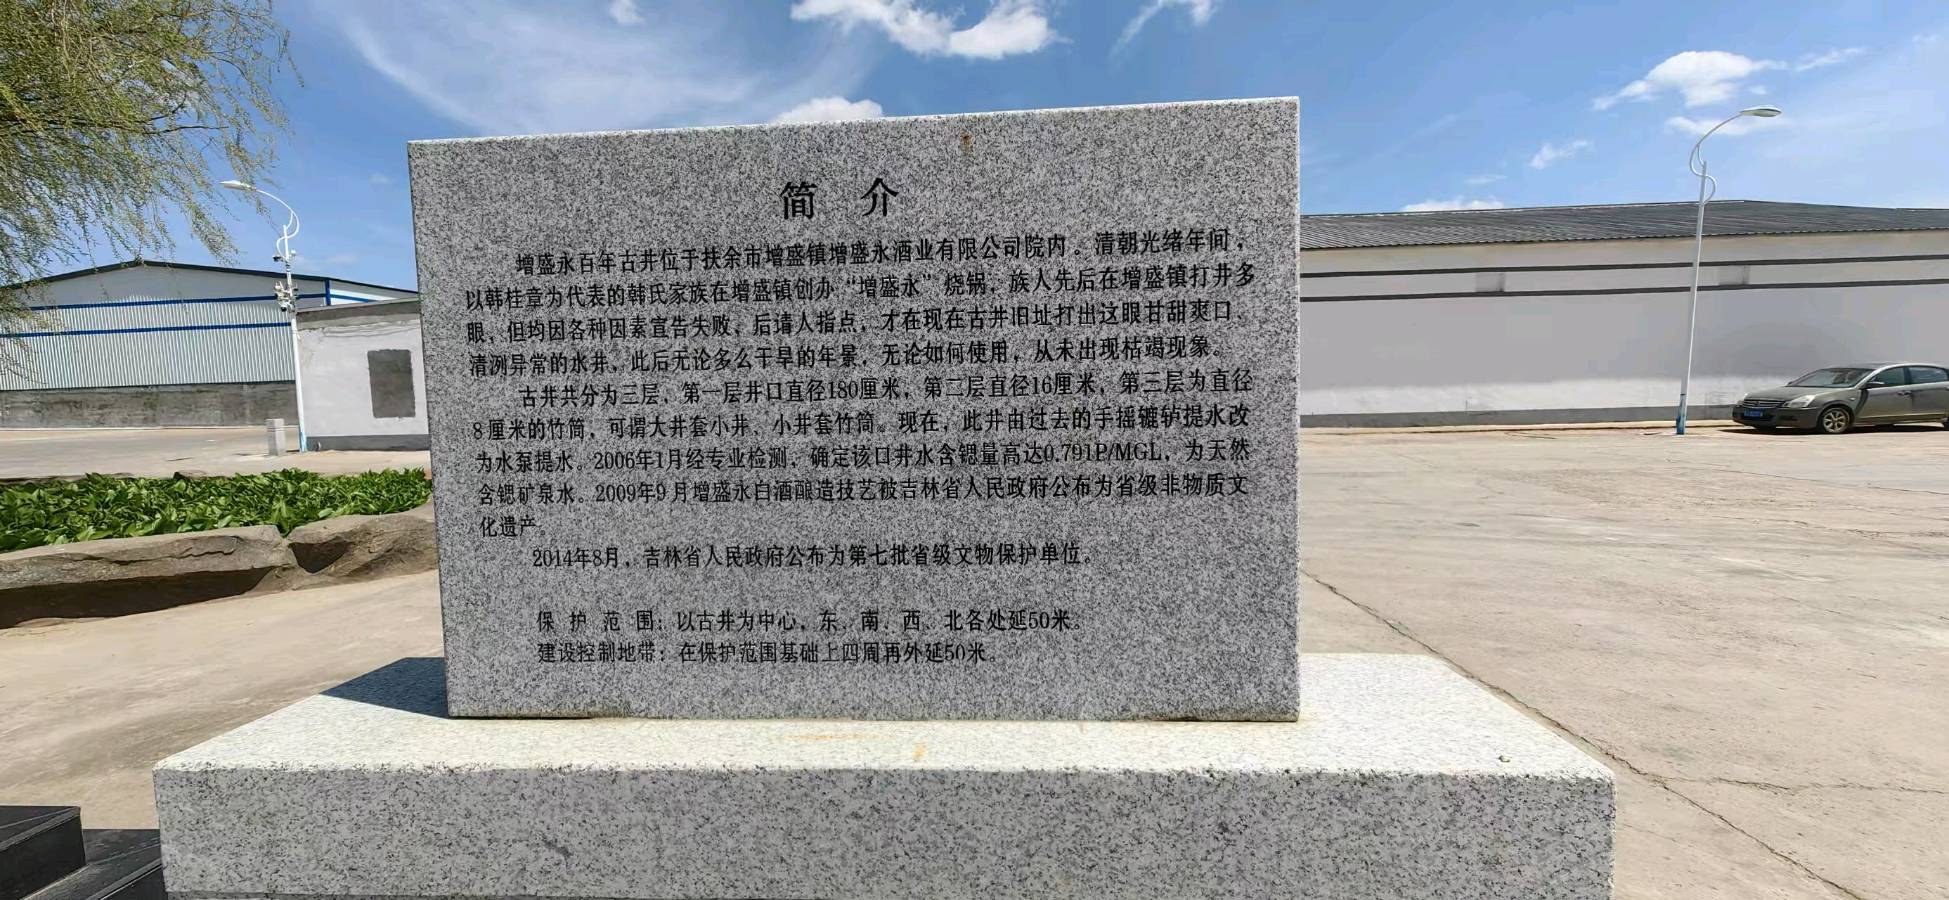 简 介
增盛永百年古井位于扶余市增盛镇增盛永酒业有限公司院内。清朝光绪年间，
以韩桂章为代表的韩氏家族在增盛镇创办“增盛永”烧锅，族人先后在增盛镇打井多
眼，但均因各种因素宣告失败，后请人指点，才在现在古井旧址打出这眼甘甜爽口、
清洌异常的水井，此后无论多么干旱的年景，无论如何使用，从未出现枯竭现象。
古井共分为三层，第一层井口直径180厘米，第二层直径16厘米，第三层为直径
8厘米的竹筒，可谓大井套小井，小井套竹筒。现在，此井由过去的手摇辘轳提水改
为水泵提水。2006年1月经专业检测，确定该口井水含锶量高达0.791P/MGL，为天然
含锶矿泉水。2009年9月增盛永白酒酿造技艺被吉林省人民政府公布为省级非物质文
化遗产。
2014年8月，吉林省人民政府公布为第七批省级文物保护单位。
保 护 范 围：以古井为中心，东、南、西、北各处延50米。
建设控制地带：在保护范围基础上四周再外延50米。